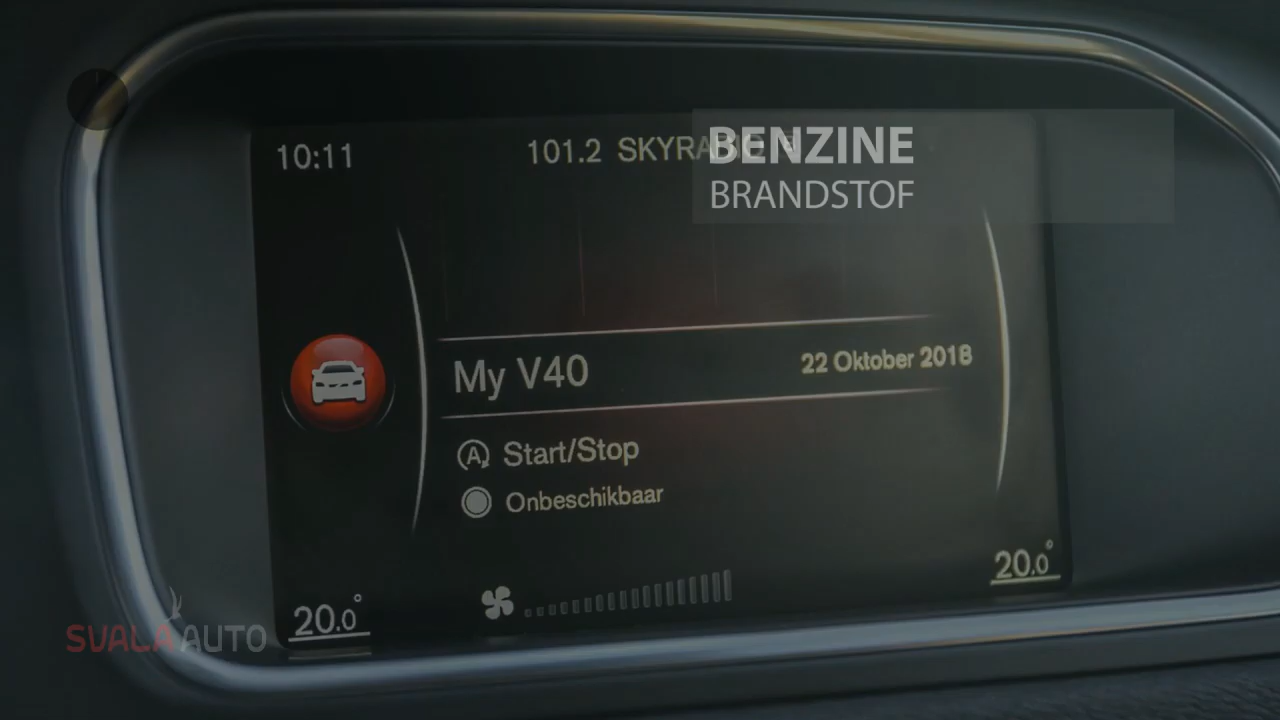 10:11
101.2 SKYRADIO
BENZINE
BRANDSTOF
My V40
22 Oktober 2018
A Start/Stop
Onbeschikbaar
20.0°
20.0°
SVALA AUTO